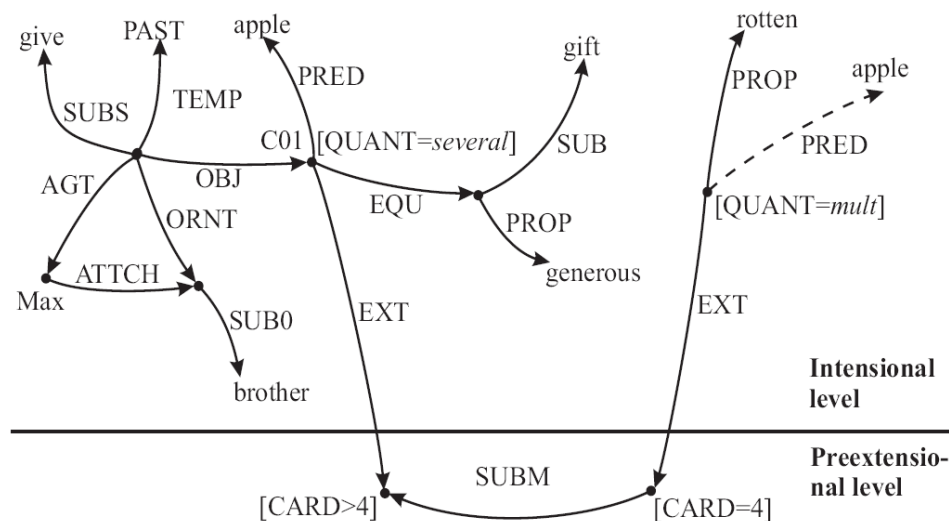 give
PAST
apple
gift
rotten
apple
SUBS
TEMP
PRED
PROP
SUB
PRED
C01
[QUANT=several]
OBJ
AGT
ORNT
EQU
PROP
[QUANT=mult]
ATTCH
Max
generous
SUB0
EXT
EXT
brother
Intensional
level
Preextensio-
nal level
SUBM
[CARD>4]
[CARD=4]